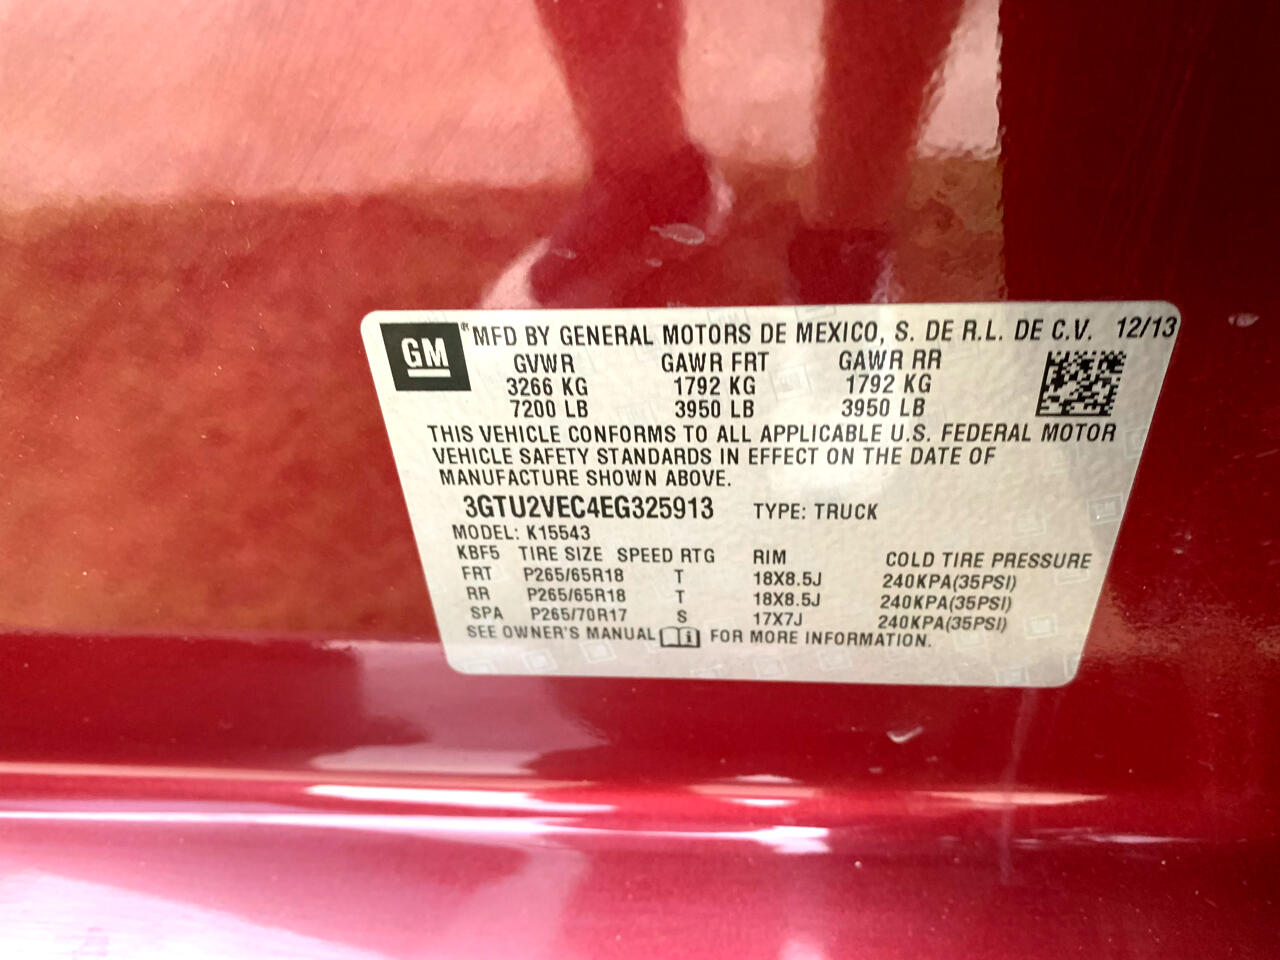 GM ® MFD BY GENERAL MOTORS DE MEXICO, S. DE R.L. DE C.V. 12/13
GVWR GAWR FRT GAWR RR
3266 KG 1792 KG 1792 KG
7200 LB 3950 LB 3950 LB
THIS VEHICLE CONFORMS TO ALL APPLICABLE U.S. FEDERAL MOTOR
VEHICLE SAFETY STANDARDS IN EFFECT ON THE DATE OF
MANUFACTURE SHOWN ABOVE.
3GTU2VEC4EG325913 TYPE: TRUCK
MODEL: K15543
KBF5 TIRE SIZE SPEED RTG RIM COLD TIRE PRESSURE
FRT P265/65R18 T 18X8.5J 240KPA(35PSI)
RR P265/65R18 T 18X8.5J 240KPA(35PSI)
SPA P265/70R17 S 17X7J 240KPA(35PSI)
SEE OWNER'S MANUAL FOR MORE INFORMATION.